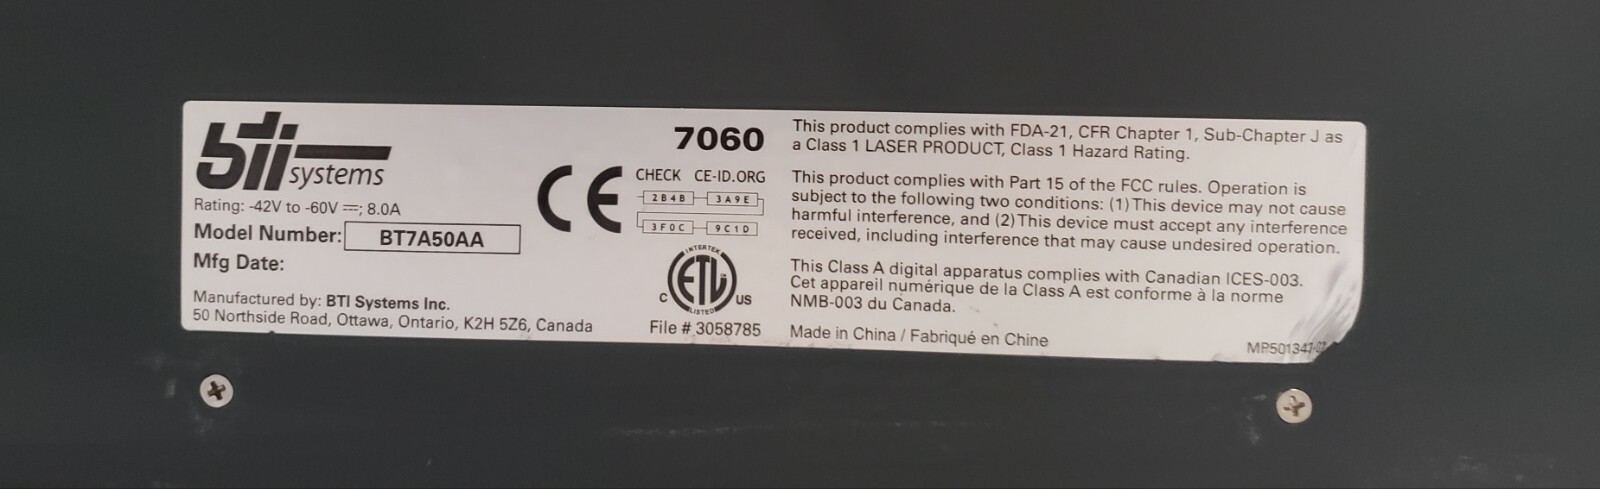 bti systems
Rating: -42V to -60V ⎓; 8.0A
Model Number: BT7A50AA
Mfg Date:
Manufactured by: BTI Systems Inc.
50 Northside Road, Ottawa, Ontario, K2H 5Z6, Canada
7060
CE
CHECK CE-ID.ORG
2B4B 3A9E
3F0C 9C1D
INTERTEK
ETL
C US
LISTED
File # 3058785
This product complies with FDA-21, CFR Chapter 1, Sub-Chapter J as
a Class 1 LASER PRODUCT, Class 1 Hazard Rating.
This product complies with Part 15 of the FCC rules. Operation is
subject to the following two conditions: (1) This device may not cause
harmful interference, and (2) This device must accept any interference
received, including interference that may cause undesired operation.
This Class A digital apparatus complies with Canadian ICES-003.
Cet appareil numérique de la Class A est conforme à la norme
NMB-003 du Canada.
Made in China / Fabriqué en Chine